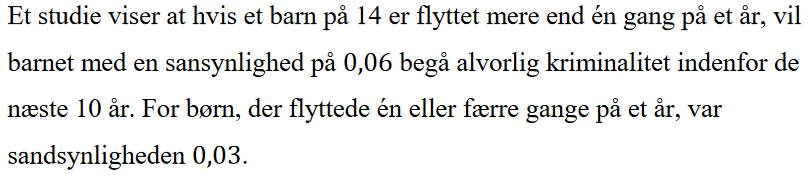 Et studie viser at hvis et barn på 14 er flyttet mere end én gang på et år, vil
barnet med en sansynlighed på 0,06 begå alvorlig kriminalitet indenfor de
næste 10 år. For børn, der flyttede én eller færre gange på et år, var
sandsynligheden 0,03.